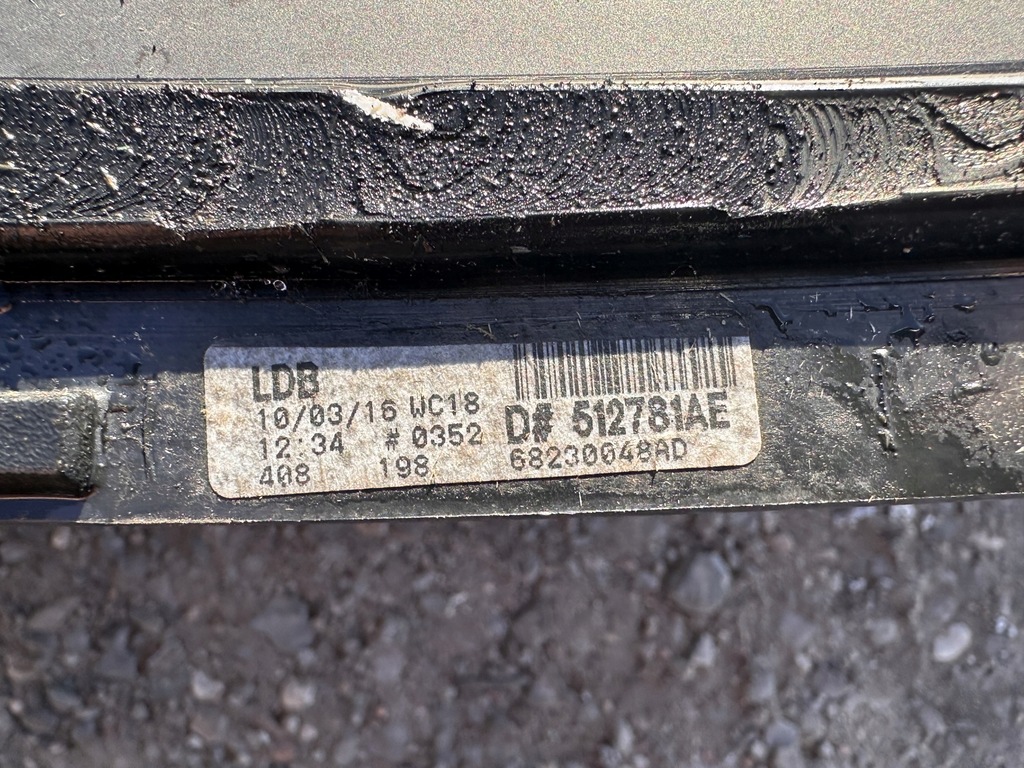 LDB
10/03/16 WC18
12:34 # 0352
408 198
D# 512781AE
68230048AD